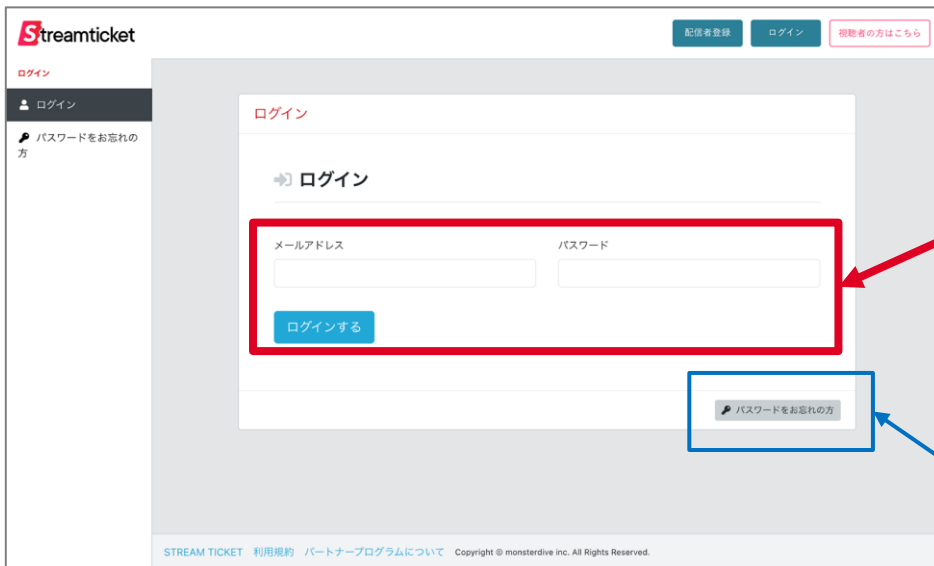 Streamticket
配信者登録
ログイン
視聴者の方はこちら
ログイン
ログイン
パスワードをお忘れの
方
ログイン
ログイン
メールアドレス
パスワード
ログインする
パスワードをお忘れの方
STREAM TICKET 利用規約 パートナープログラムについて Copyright © monsterdive inc. All Rights Reserved.